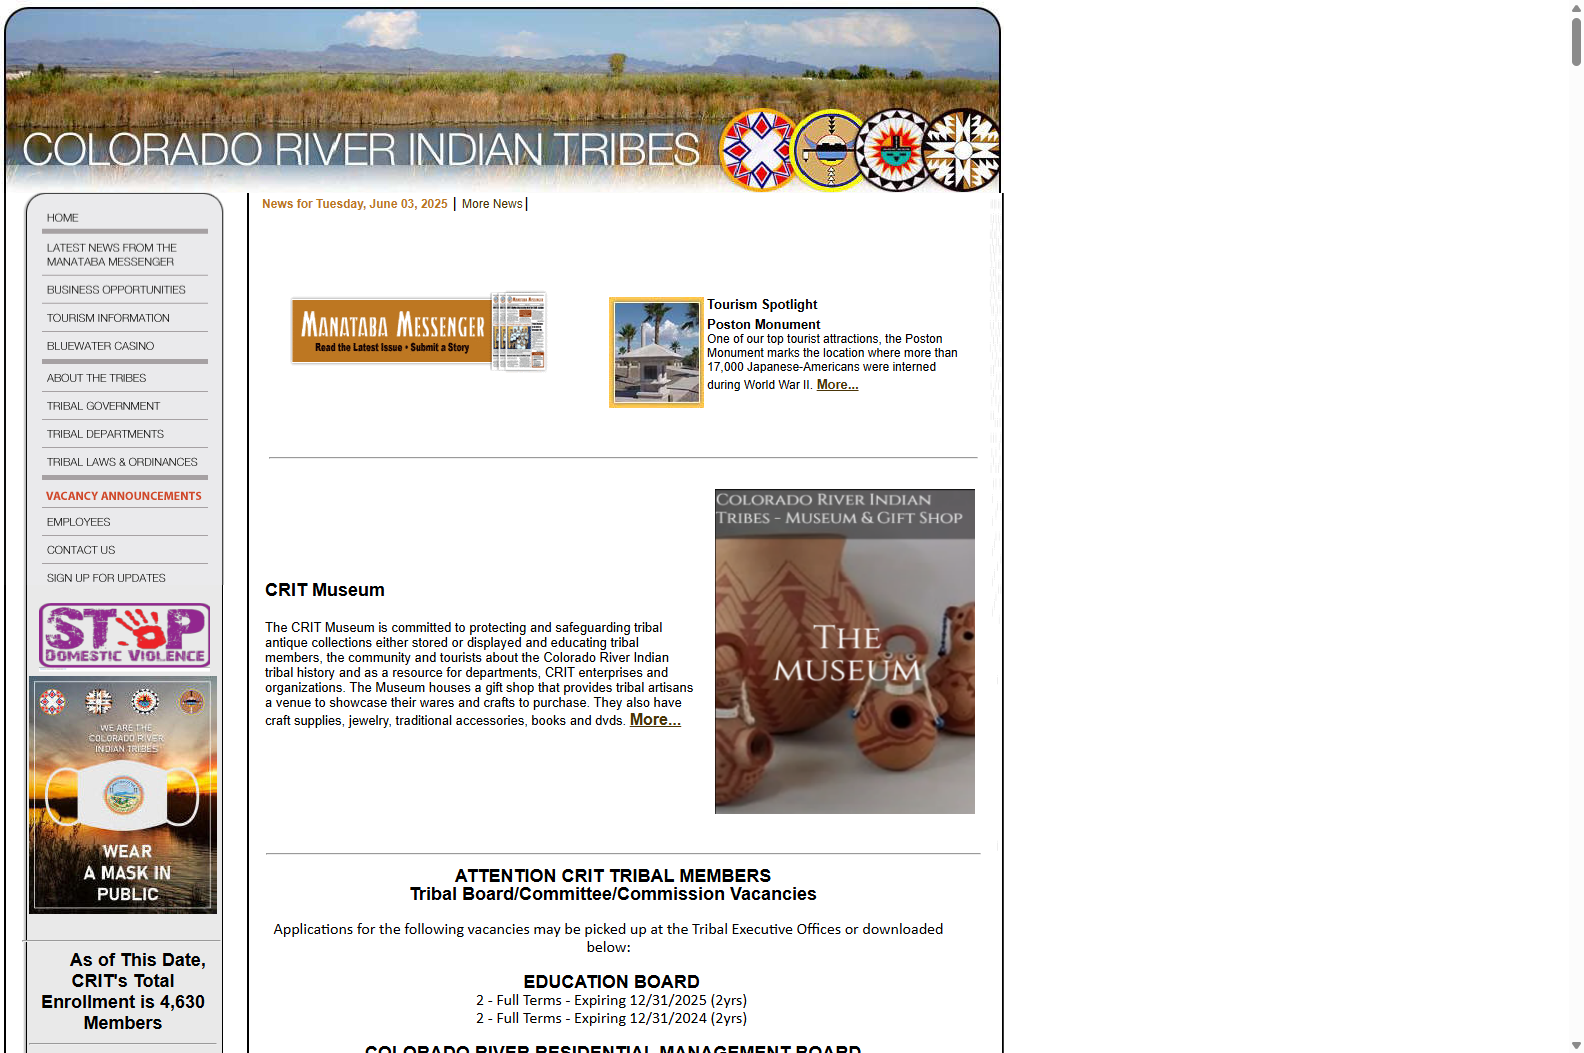 COLORADO RIVER INDIAN TRIBES
HOME
LATEST NEWS FROM THE
MANATABA MESSENGER
BUSINESS OPPORTUNITIES
TOURISM INFORMATION
BLUEWATER CASINO
ABOUT THE TRIBES
TRIBAL GOVERNMENT
TRIBAL DEPARTMENTS
TRIBAL LAWS & ORDINANCES
VACANCY ANNOUNCEMENTS
EMPLOYEES
CONTACT US
SIGN UP FOR UPDATES
STOP
DOMESTIC VIOLENCE
WE ARE THE
COLORADO RIVER
INDIAN TRIBES
WEAR
A MASK IN
PUBLIC
As of This Date,
CRIT's Total
Enrollment is 4,630
Members
News for Tuesday, June 03, 2025 | More News |
MANATABA MESSENGER
Read the Latest Issue • Submit a Story
Tourism Spotlight
Poston Monument
One of our top tourist attractions, the Poston
Monument marks the location where more than
17,000 Japanese-Americans were interned
during World War II. More...
CRIT Museum
The CRIT Museum is committed to protecting and safeguarding tribal
antique collections either stored or displayed and educating tribal
members, the community and tourists about the Colorado River Indian
tribal history and as a resource for departments, CRIT enterprises and
organizations. The Museum houses a gift shop that provides tribal artisans
a venue to showcase their wares and crafts to purchase. They also have
craft supplies, jewelry, traditional accessories, books and dvds. More...
COLORADO RIVER INDIAN
TRIBES - MUSEUM & GIFT SHOP
THE
MUSEUM
ATTENTION CRIT TRIBAL MEMBERS
Tribal Board/Committee/Commission Vacancies
Applications for the following vacancies may be picked up at the Tribal Executive Offices or downloaded
below:
EDUCATION BOARD
2 - Full Terms - Expiring 12/31/2025 (2yrs)
2 - Full Terms - Expiring 12/31/2024 (2yrs)
COLORADO RIVER RESIDENTIAL MANAGEMENT BOARD